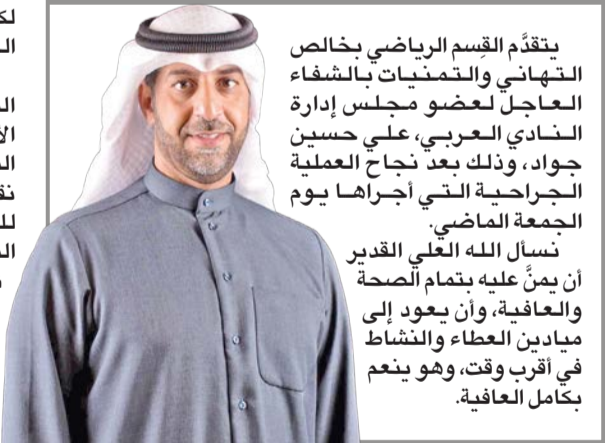 يتقدَّم القِسم الرياضي بخالص
التهاني والتمنيات بالشفاء
العاجل لعضو مجلس إدارة
النادي العربي، علي حسين
جواد، وذلك بعد نجاح العملية
الجراحية التي أجراها يوم
الجمعة الماضي.
نسأل الله العلي القدير
أن يمنَّ عليه بتمام الصحة
والعافية، وأن يعود إلى
ميادين العطاء والنشاط
في أقرب وقت، وهو ينعم
بكامل العافية.